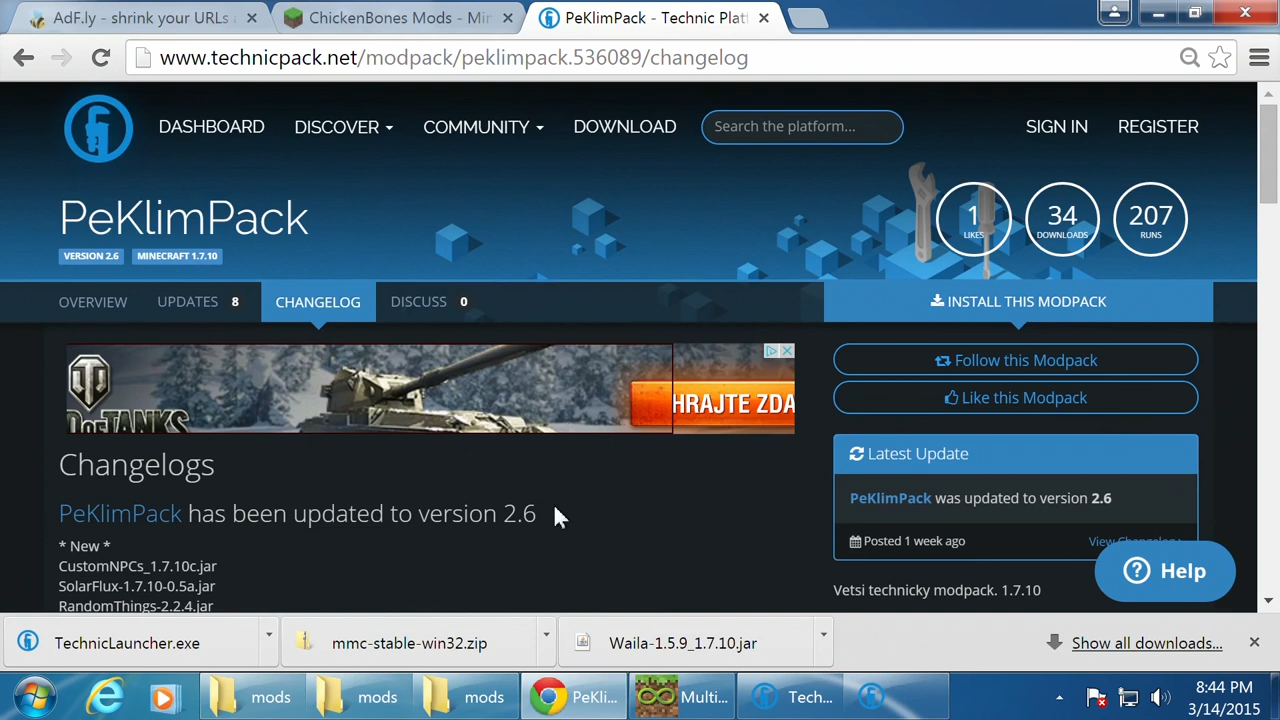 AdF.ly - shrink your URLs
ChickenBones Mods - Min
PeKlimPack - Technic Plat
www.technicpack.net/modpack/peklimpack.536089/changelog
DASHBOARD
DISCOVER
COMMUNITY
DOWNLOAD
Search the platform...
SIGN IN
REGISTER
PeKlimPack
VERSION 2.6
MINECRAFT 1.7.10
1
LIKES
34
DOWNLOADS
207
RUNS
OVERVIEW
UPDATES 8
CHANGELOG
DISCUSS 0
INSTALL THIS MODPACK
HRAJTE ZDA
Follow this Modpack
Like this Modpack
Changelogs
Latest Update
PeKlimPack has been updated to version 2.6
PeKlimPack was updated to version 2.6
* New *
CustomNPCs_1.7.10c.jar
SolarFlux-1.7.10-0.5a.jar
RandomThings-2.2.4.jar
Posted 1 week ago
View Changelog
Vetsi technicky modpack. 1.7.10
Help
TechnicLauncher.exe
mmc-stable-win32.zip
Waila-1.5.9_1.7.10.jar
Show all downloads...
mods
mods
mods
PeKli...
Multi...
Tech...
8:44 PM
3/14/2015